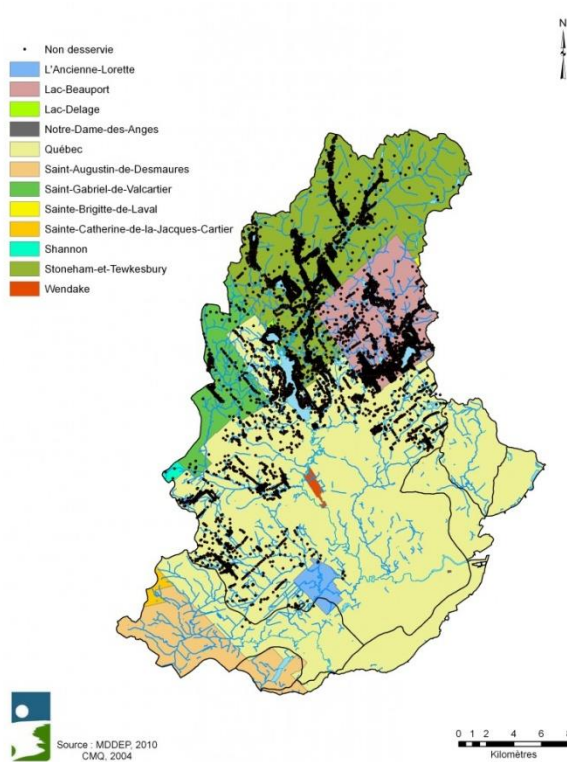 N
Non desservie
L'Ancienne-Lorette
Lac-Beauport
Lac-Delage
Notre-Dame-des-Anges
Québec
Saint-Augustin-de-Desmaures
Saint-Gabriel-de-Valcartier
Sainte-Brigitte-de-Laval
Sainte-Catherine-de-la-Jacques-Cartier
Shannon
Stoneham-et-Tewkesbury
Wendake
Source : MDDEP, 2010
CMQ, 2004
0 1 2 4 6 8
Kilomètres